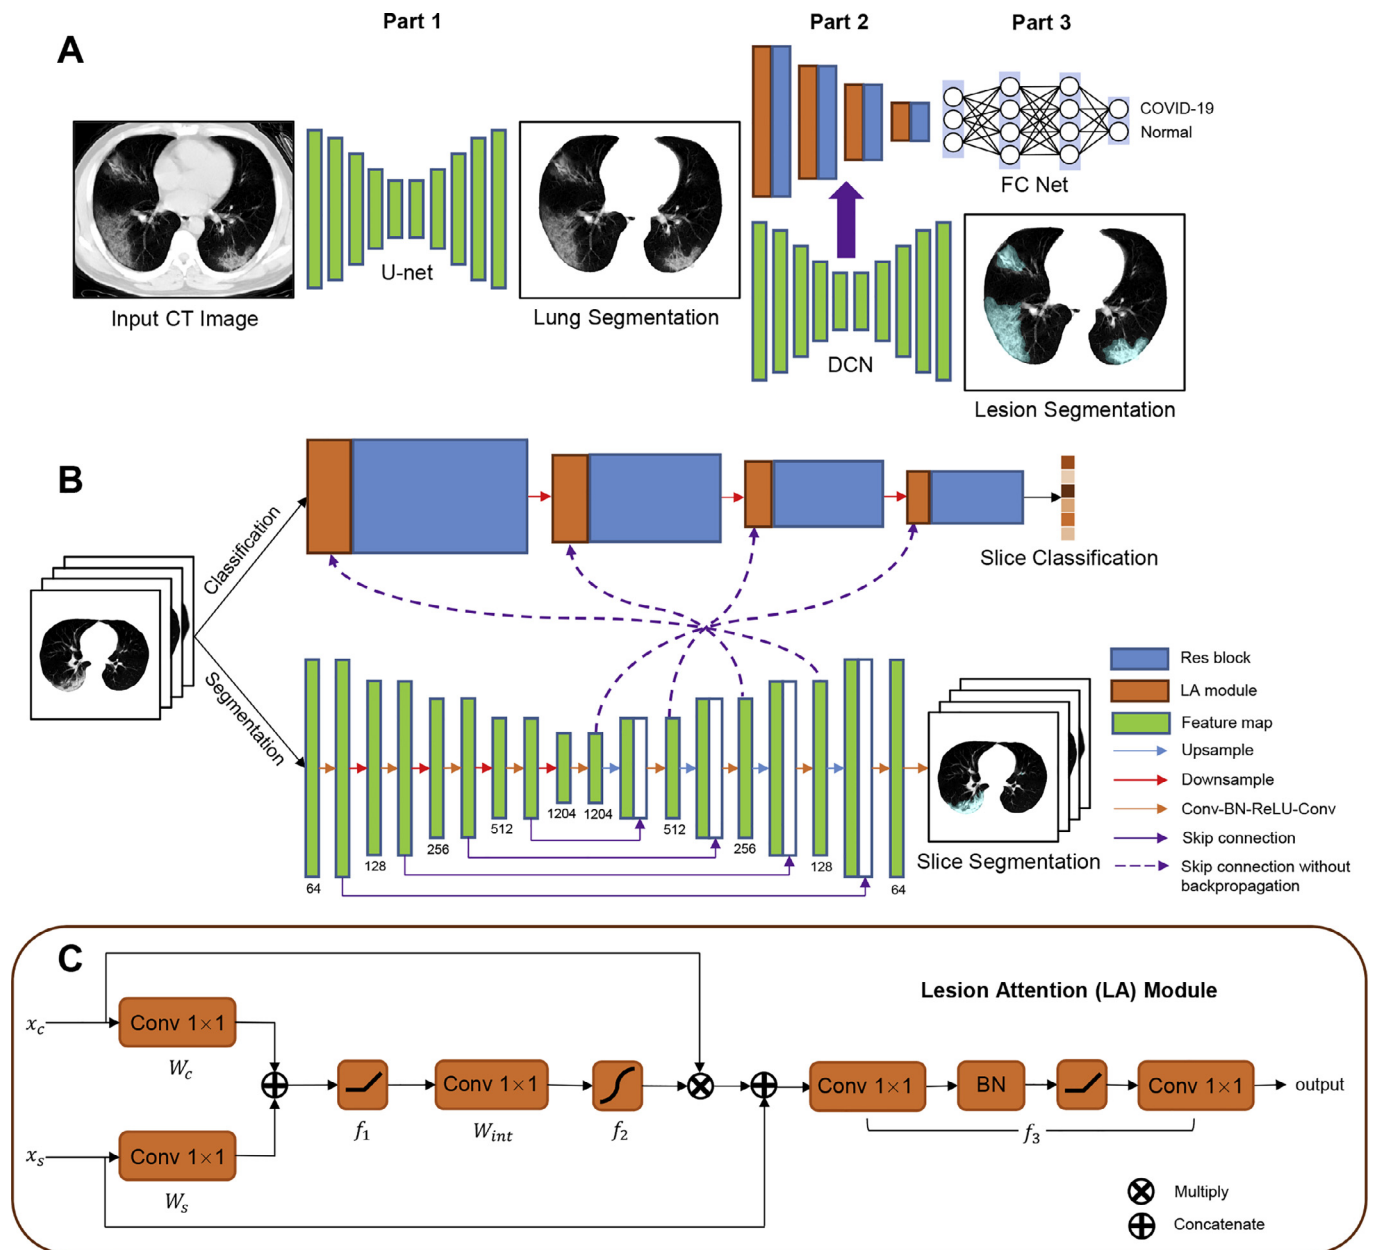 Part 1
Part 2
Part 3
A
COVID-19
Normal
FC Net
U-net
Input CT Image
Lung Segmentation
DCN
Lesion Segmentation
B
Classification
Segmentation
Slice Classification
64
128
256
512
1204
1204
512
256
128
64
Slice Segmentation
Res block
LA module
Feature map
Upsample
Downsample
Conv-BN-ReLU-Conv
Skip connection
Skip connection without
backpropagation
C
Lesion Attention (LA) Module
x_c
Conv 1×1
W_c
x_s
Conv 1×1
W_s
f_1
Conv 1×1
W_int
f_2
Conv 1×1
BN
Conv 1×1
output
f_3
Multiply
Concatenate